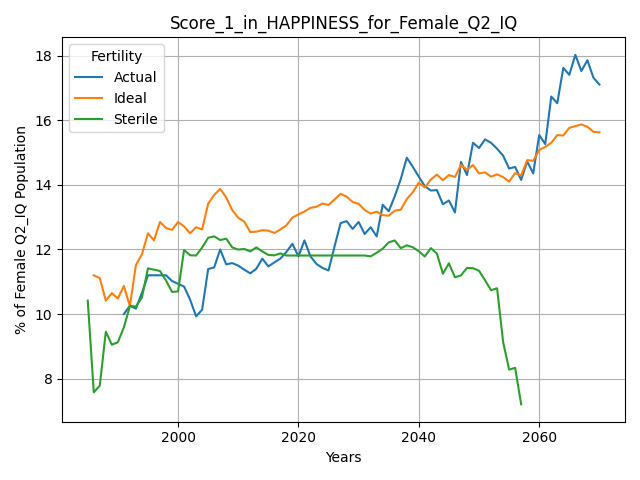 Score_1_in_HAPPINESS_for_Female_Q2_IQ
Fertility
Actual
Ideal
Sterile
% of Female Q2_IQ Population
18
16
14
12
10
8
2000
2020
2040
2060
Years